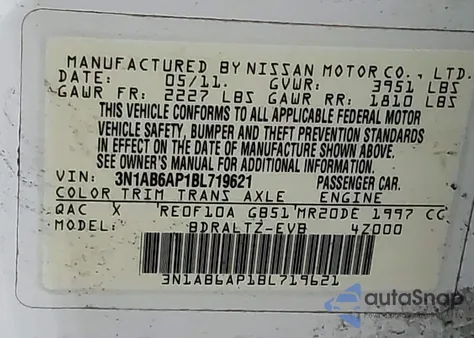 MANUFACTURED BY NISSAN MOTOR CO., LTD.
DATE: 05/11. GVWR: 3951 LBS
GAWR FR: 2227 LBS GAWR RR: 1810 LBS
THIS VEHICLE CONFORMS TO ALL APPLICABLE FEDERAL MOTOR
VEHICLE SAFETY, BUMPER AND THEFT PREVENTION STANDARDS
IN EFFECT ON THE DATE OF MANUFACTURE SHOWN ABOVE.
SEE OWNER'S MANUAL FOR ADDITIONAL INFORMATION.
VIN: 3N1AB6AP1BL719621 PASSENGER CAR.
COLOR TRIM TRANS AXLE ENGINE
QAC X RE0F10A GB51 MR20DE 1997 CC
MODEL: BDRALTZ-EVB 4Z000
3N1AB6AP1BL719621
autoSnap